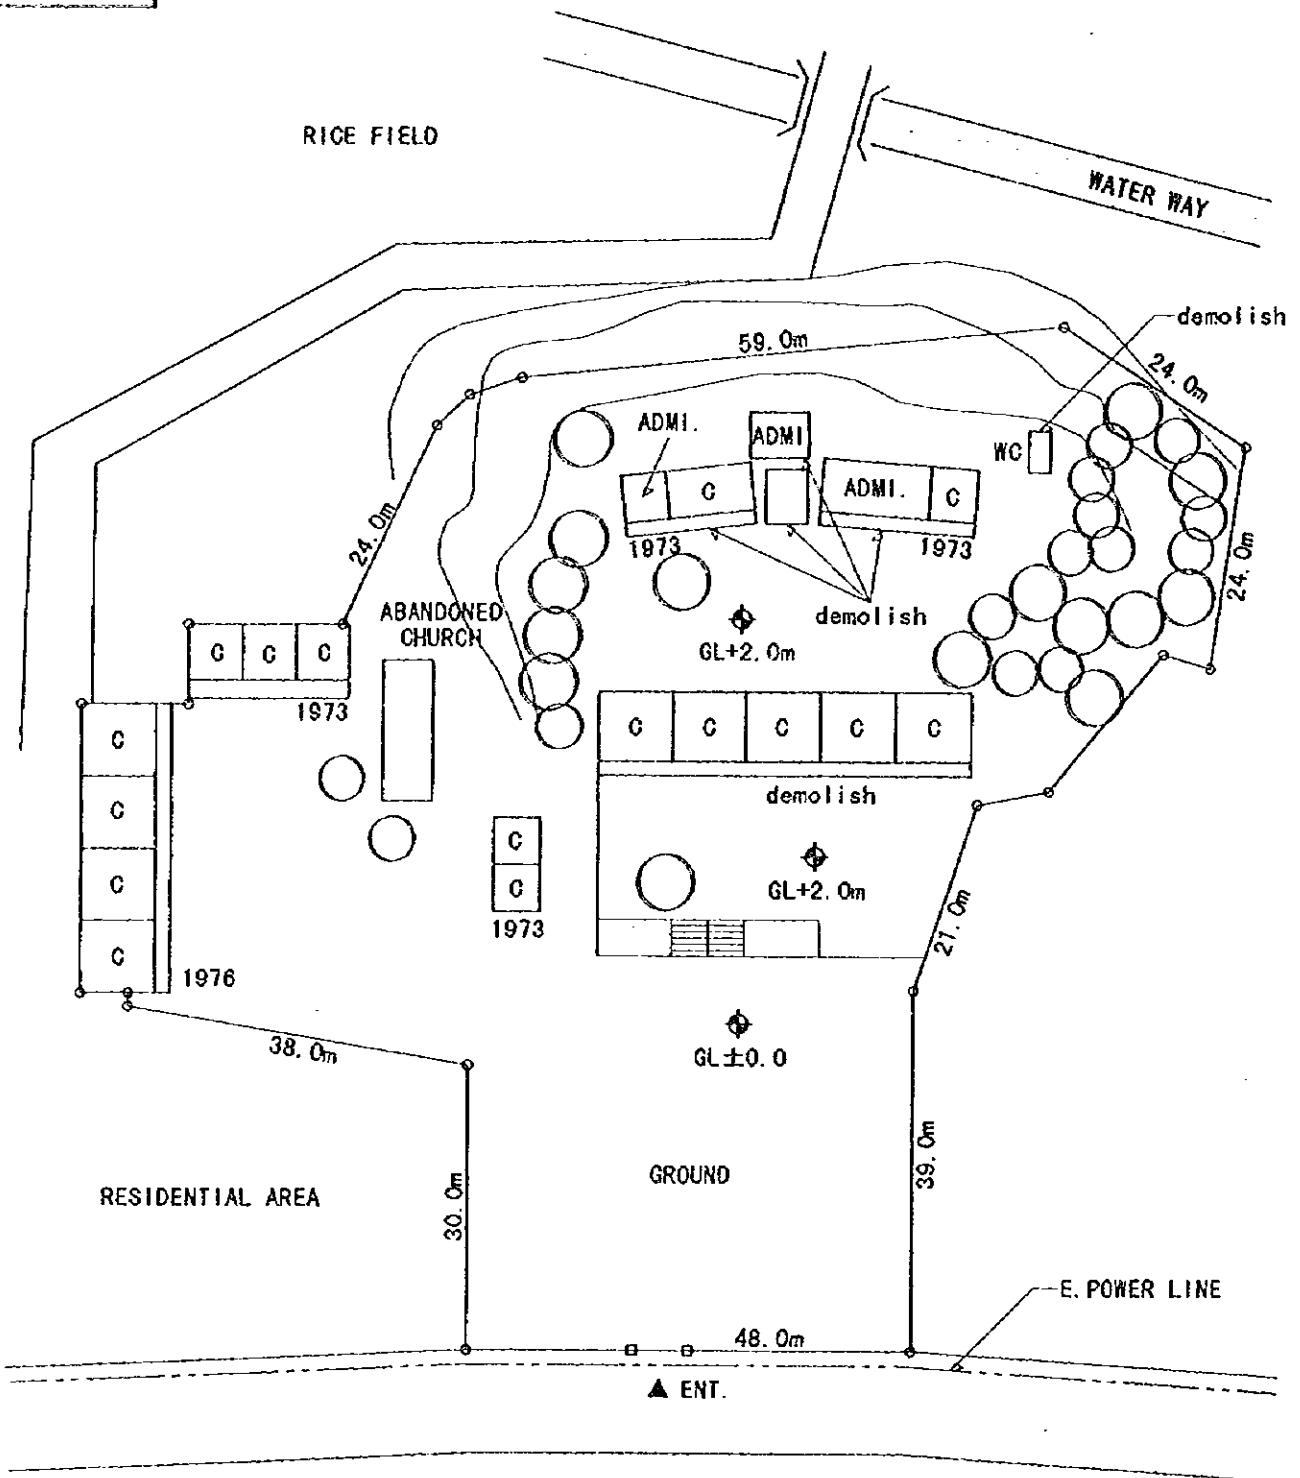 RICE FIELD
WATER WAY
demolish
59.0m
24.0m
ADMI.
ADMI
WC
C
ADMI.
C
24.0m
1973
1973
24.0m
demolish
ABANDONED
CHURCH
GL+2.0m
C C C
1973
C C C C C
C
demolish
C
C
GL+2.0m
C
C
1973
21.0m
C
1976
GL±0.0
38.0m
GROUND
39.0m
RESIDENTIAL AREA
30.0m
E. POWER LINE
48.0m
▲ ENT.